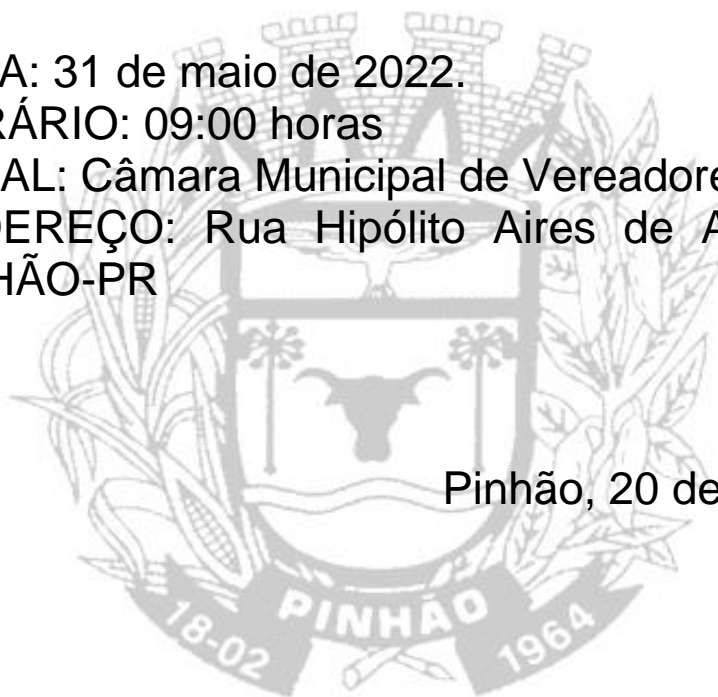 A: 31 de maio de 2022.
RÁRIO: 09:00 horas
AL: Câmara Municipal de Vereadore
DEREÇO: Rua Hipólito Aires de A
HÃO-PR
Pinhão, 20 de
PINHÃO
18-02
1964